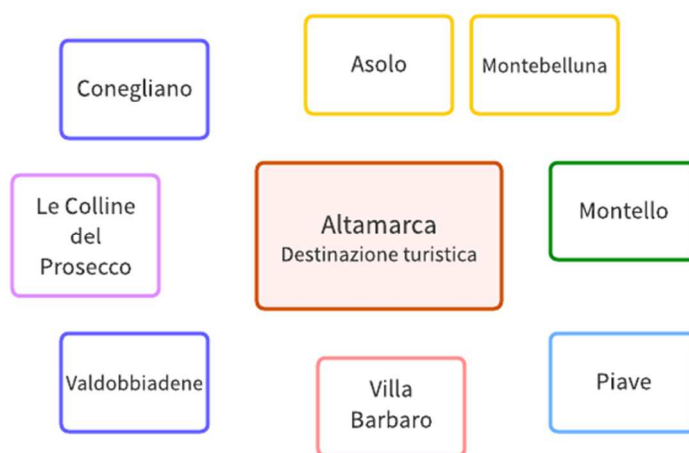 Asolo
Montebelluna
Conegliano
Le Colline
del
Prosecco
Altamarca
Destinazione turistica
Montello
Valdobbiadene
Villa
Barbaro
Piave